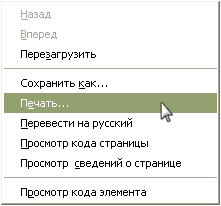 Назад
Вперед
Перезагрузить
Сохранить как...
Печать...
Перевести на русский
Просмотр кода страницы
Просмотр сведений о странице
Просмотр кода элемента